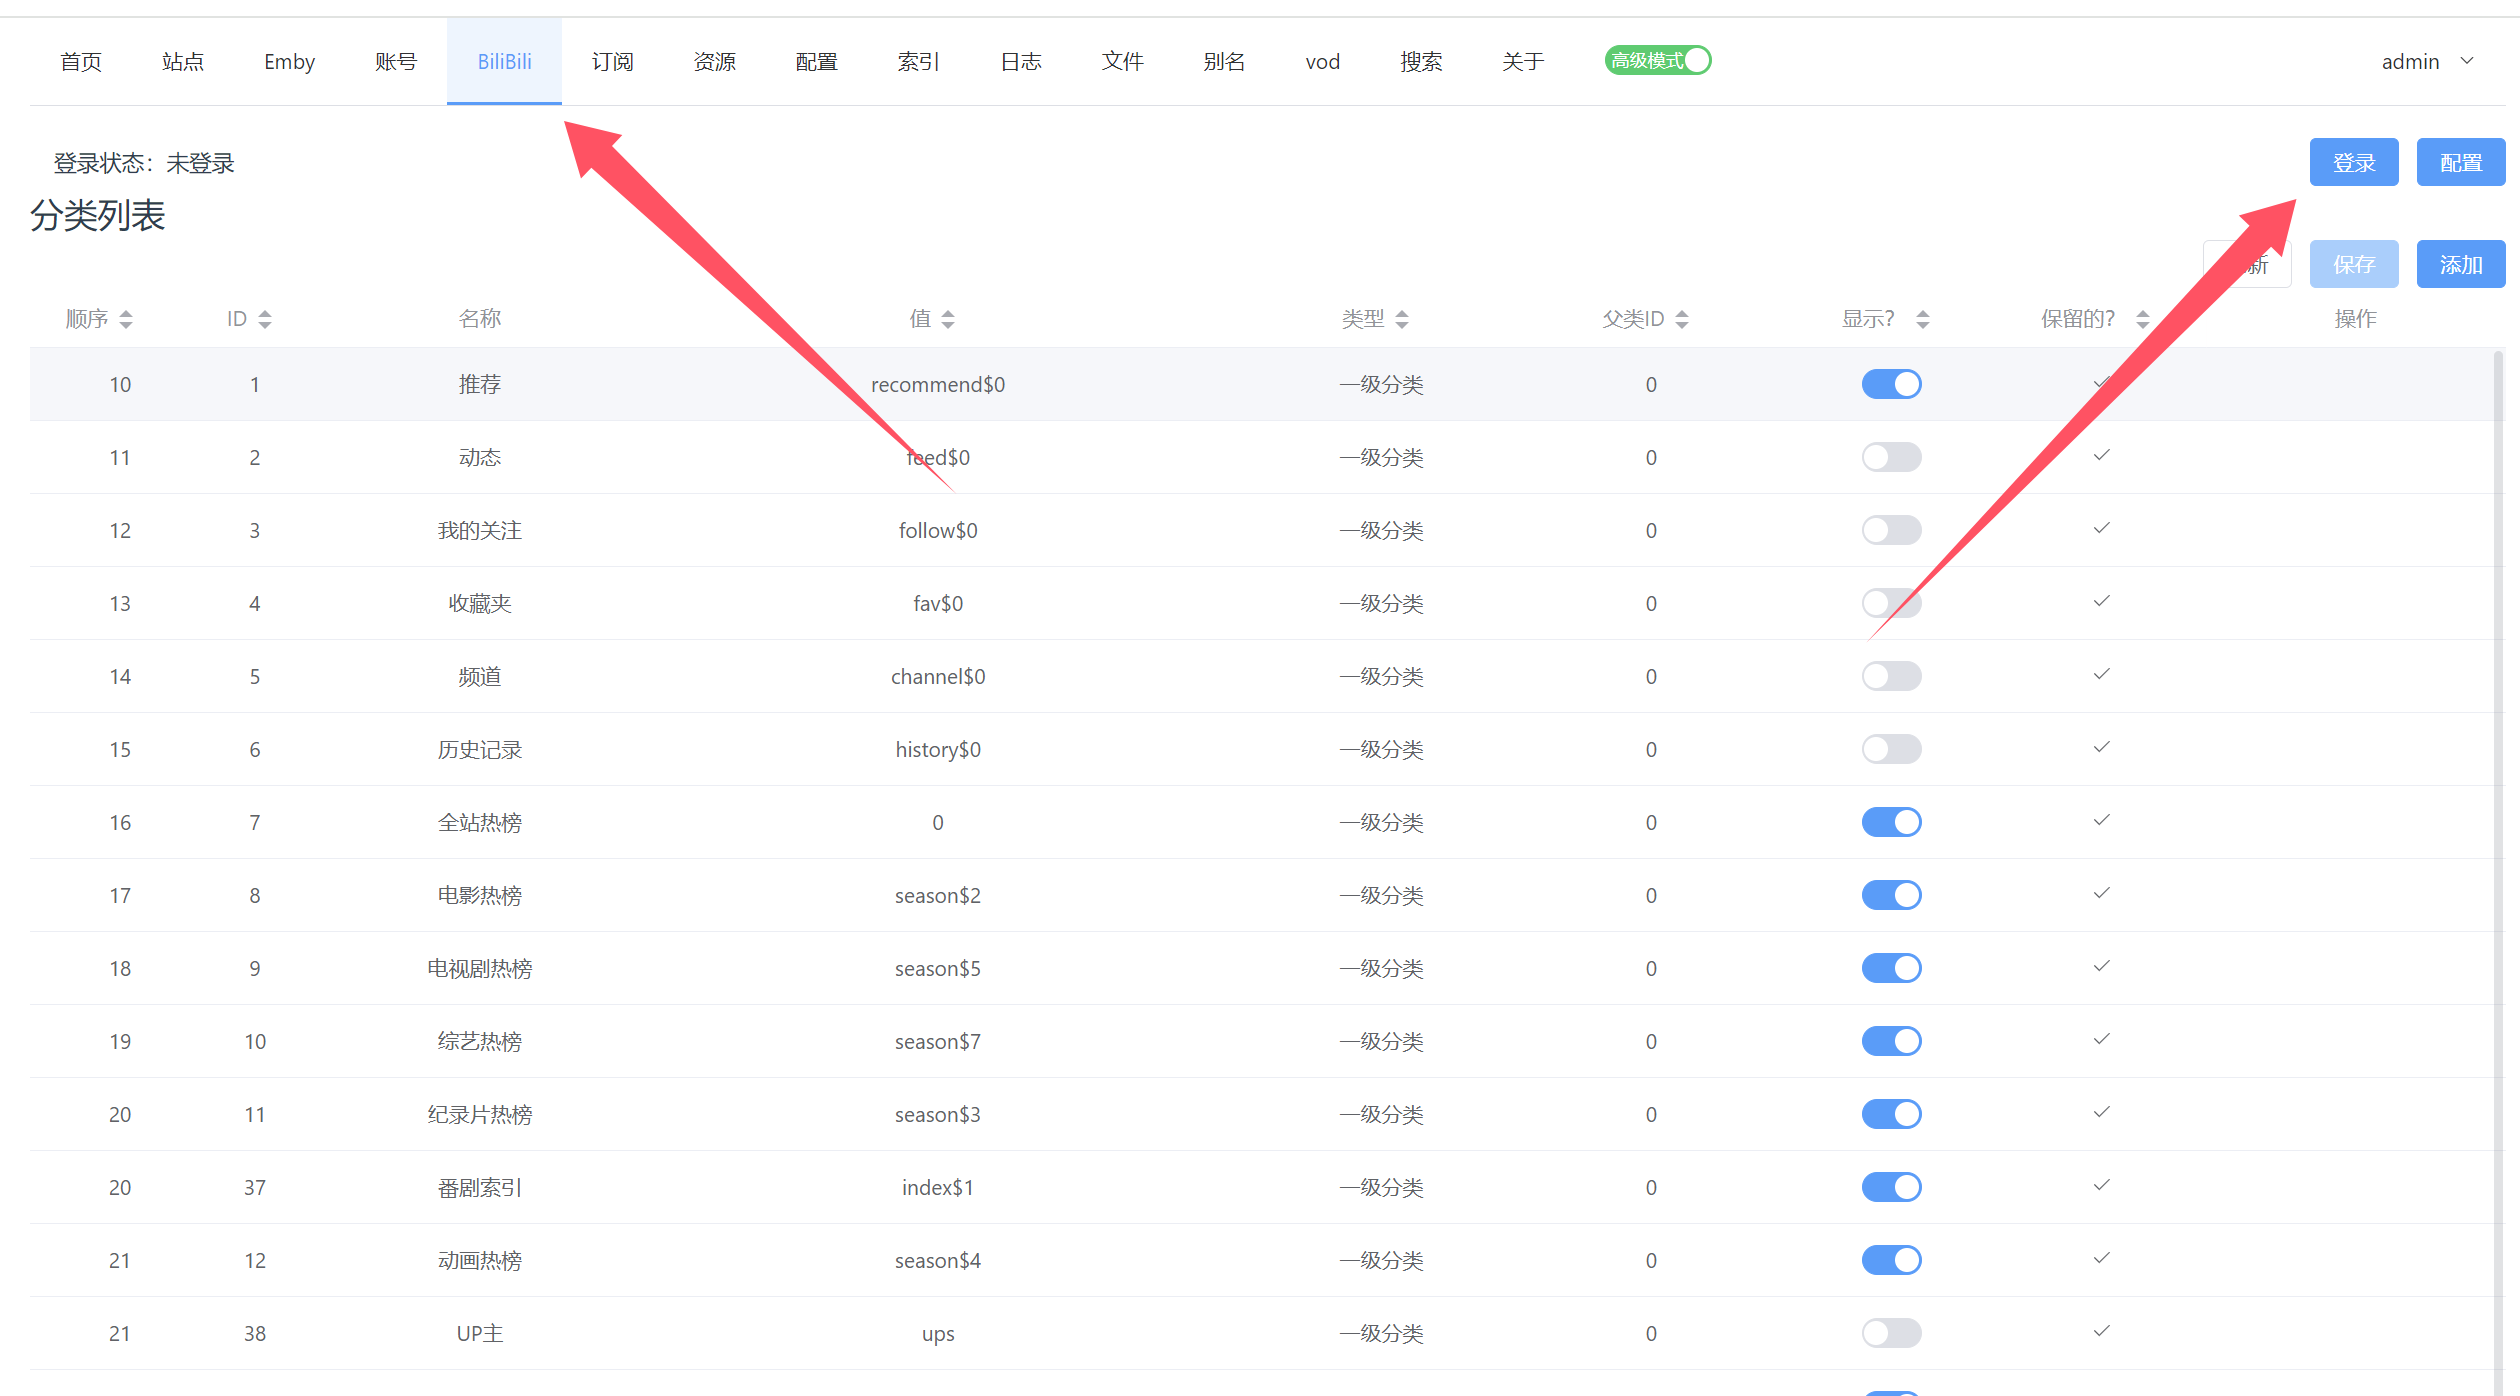 首页 站点 Emby 账号 BiliBili 订阅 资源 配置 索引 日志 文件 别名 vod 搜索 关于 高级模式 admin
登录状态：未登录 登录 配置
分类列表
新 保存 添加
顺序 ID 名称 值 类型 父类ID 显示？ 保留的？ 操作
10 1 推荐 recommend$0 一级分类 0
11 2 动态 feed$0 一级分类 0
12 3 我的关注 follow$0 一级分类 0
13 4 收藏夹 fav$0 一级分类 0
14 5 频道 channel$0 一级分类 0
15 6 历史记录 history$0 一级分类 0
16 7 全站热榜 0 一级分类 0
17 8 电影热榜 season$2 一级分类 0
18 9 电视剧热榜 season$5 一级分类 0
19 10 综艺热榜 season$7 一级分类 0
20 11 纪录片热榜 season$3 一级分类 0
20 37 番剧索引 index$1 一级分类 0
21 12 动画热榜 season$4 一级分类 0
21 38 UP主 ups 一级分类 0